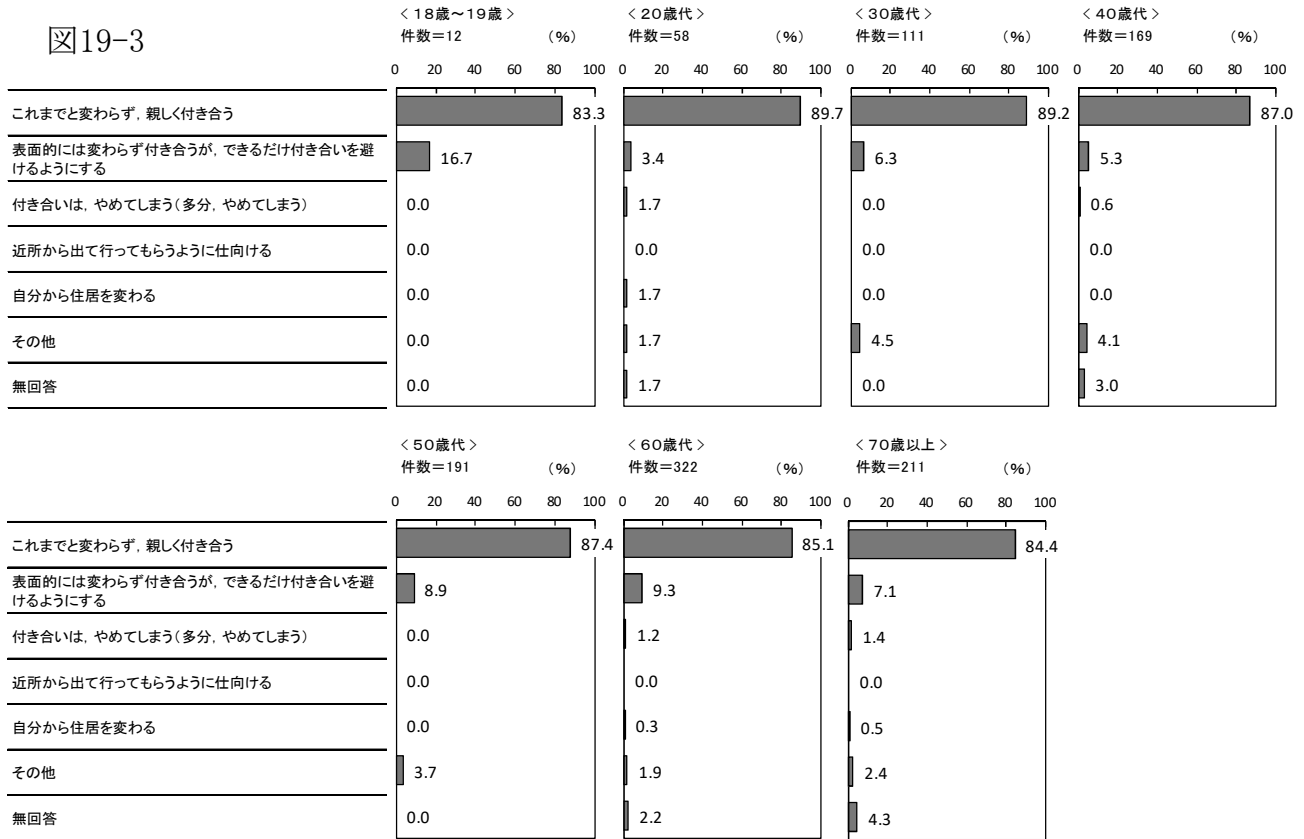 図19-3
＜18歳～19歳＞
件数＝12 （％）
0 20 40 60 80 100
＜20歳代＞
件数＝58 （％）
0 20 40 60 80 100
＜30歳代＞
件数＝111 （％）
0 20 40 60 80 100
＜40歳代＞
件数＝169 （％）
0 20 40 60 80 100
これまでと変わらず，親しく付き合う 83.3 89.7 89.2 87.0
表面的には変わらず付き合うが，できるだけ付き合いを避
けるようにする 16.7 3.4 6.3 5.3
付き合いは，やめてしまう（多分，やめてしまう） 0.0 1.7 0.0 0.6
近所から出て行ってもらうように仕向ける 0.0 0.0 0.0 0.0
自分から住居を変わる 0.0 1.7 0.0 0.0
その他 0.0 1.7 4.5 4.1
無回答 0.0 1.7 0.0 3.0
＜50歳代＞
件数＝191 （％）
0 20 40 60 80 100
＜60歳代＞
件数＝322 （％）
0 20 40 60 80 100
＜70歳以上＞
件数＝211 （％）
0 20 40 60 80 100
これまでと変わらず，親しく付き合う 87.4 85.1 84.4
表面的には変わらず付き合うが，できるだけ付き合いを避
けるようにする 8.9 9.3 7.1
付き合いは，やめてしまう（多分，やめてしまう） 0.0 1.2 1.4
近所から出て行ってもらうように仕向ける 0.0 0.0 0.0
自分から住居を変わる 0.0 0.3 0.5
その他 3.7 1.9 2.4
無回答 0.0 2.2 4.3